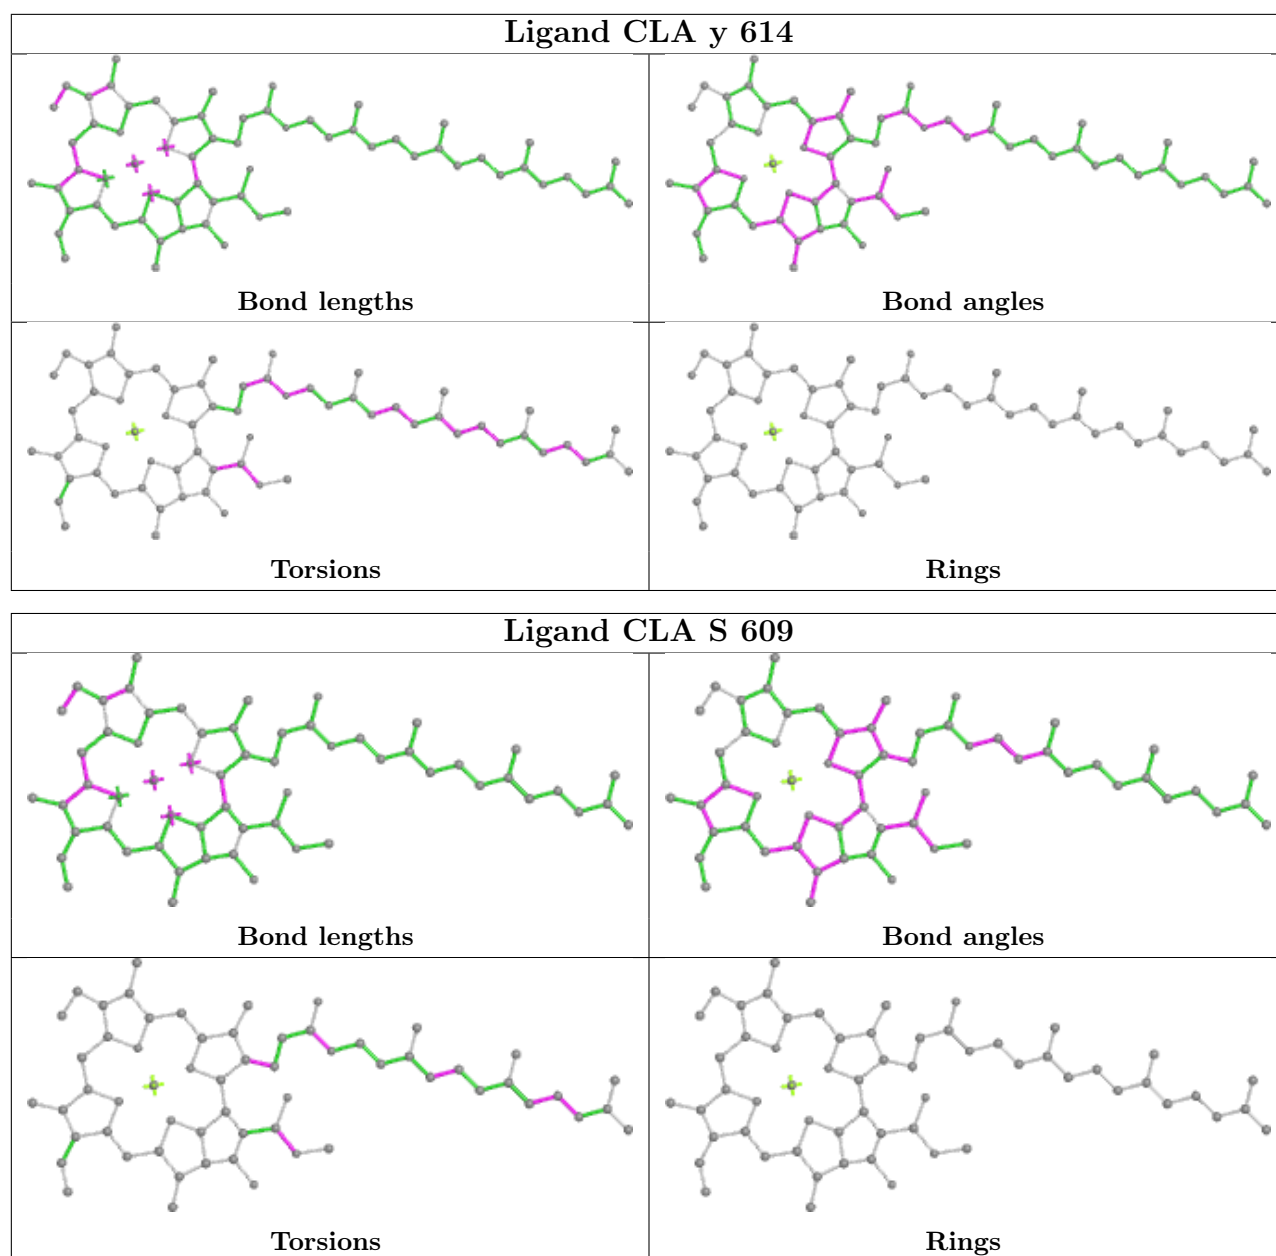 Ligand CLA y 614
Bond lengths
Bond angles
Torsions
Rings
Ligand CLA S 609
Bond lengths
Bond angles
Torsions
Rings